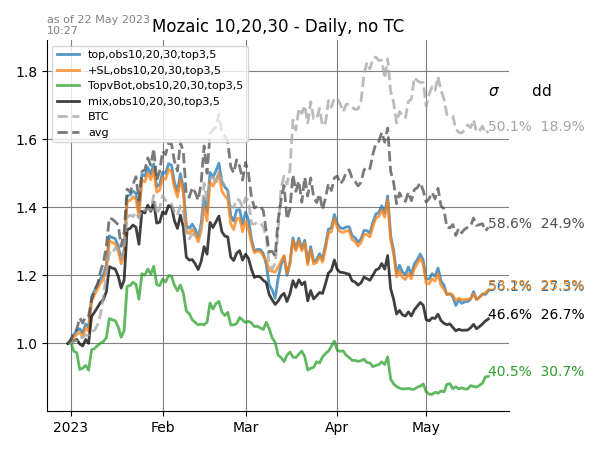 as of 22 May 2023
10:27
Mozaic 10,20,30 - Daily, no TC
top,obs10,20,30,top3,5
+SL,obs10,20,30,top3,5
TopvBot,obs10,20,30,top3,5
mix,obs10,20,30,top3,5
BTC
avg
σ dd
50.1% 18.9%
58.6% 24.9%
27.3%
46.6% 26.7%
40.5% 30.7%
1.8
1.6
1.4
1.2
1.0
2023 Feb Mar Apr May